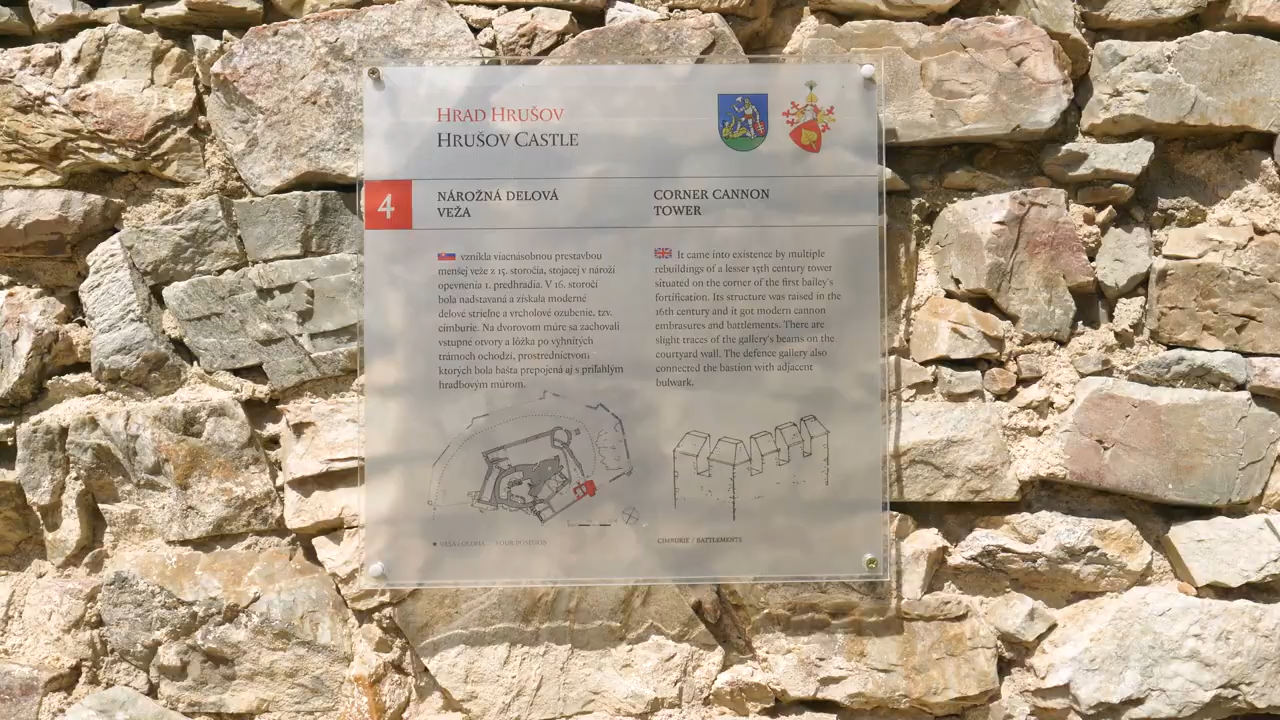 HRAD HRUŠOV
HRUŠOV CASTLE
4
NÁROŽNÁ DELOVÁ
VEŽA
CORNER CANNON
TOWER
vznikla viacnásobnou prestavbou
menšej veže z 15. storočia, stojacej v nároží
opevnenia 1. predhradia. V 16. storočí
bola nadstavaná a získala moderné
delové strieľne a vrcholové ozubenie, tzv.
cimburie. Na dvorovom múre sa zachovali
vstupné otvory a lôžka po vyhnitých
trámoch ochodzí, prostredníctvom
ktorých bola bašta prepojená aj s priľahlým
hradbovým múrom.
It came into existence by multiple
rebuildings of a lesser 15th century tower
situated on the corner of the first bailey's
fortification. Its structure was raised in the
16th century and it got modern cannon
embrasures and battlements. There are
slight traces of the gallery's beams on the
courtyard wall. The defence gallery also
connected the bastion with adjacent
bulwark.
VAŠA POLOHA YOUR POSITION
CIMBURIE / BATTLEMENTS